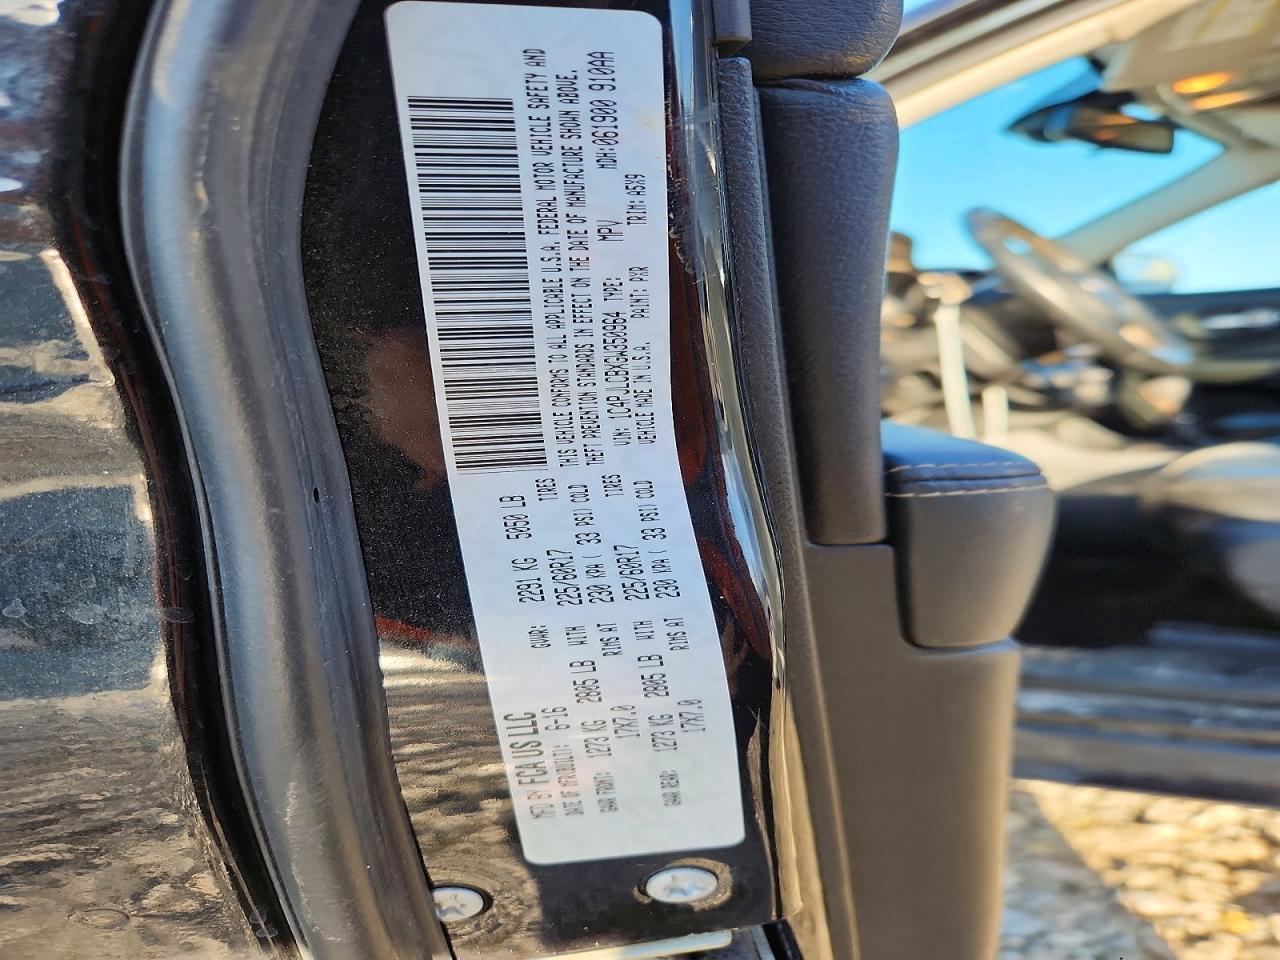 MFD BY FCA US LLC
DATE OF MFR(BUILT): 6-16 GVWR: 2291 KG 5050 LB
GAWR FRONT: 1273 KG 2805 LB WITH 225/60R17 TIRES
17X7.0 RIMS AT 230 KPA( 33 PSI) COLD
GAWR REAR: 1273 KG 2805 LB WITH 225/60R17 TIRES
17X7.0 RIMS AT 230 KPA( 33 PSI) COLD
THIS VEHICLE CONFORMS TO ALL APPLICABLE U.S.A. FEDERAL MOTOR VEHICLE SAFETY AND
THEFT PREVENTION STANDARDS IN EFFECT ON THE DATE OF MANUFACTURE SHOWN ABOVE.
VIN: 1C4PJLCBXGW350964 TYPE: MPV MDH:061900 910AA
VEHICLE MADE IN U.S.A. PAINT: PXR TRIM: A5X9